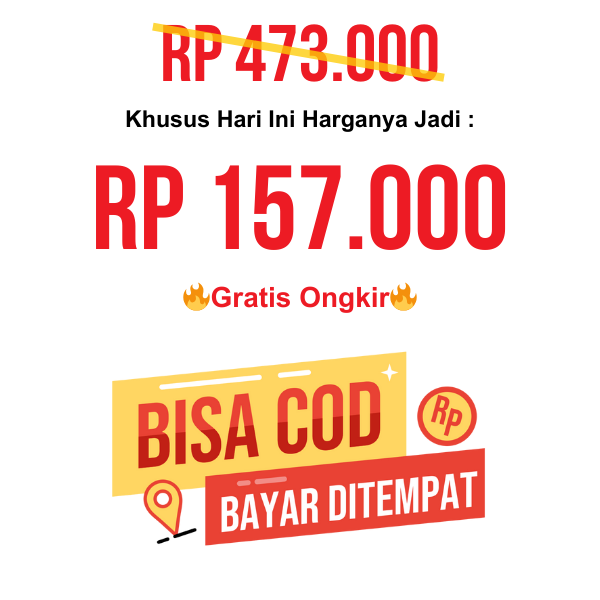 RP 473.000
Khusus Hari Ini Harganya Jadi :
RP 157.000
🔥Gratis Ongkir🔥
BISA COD
Rp
BAYAR DITEMPAT